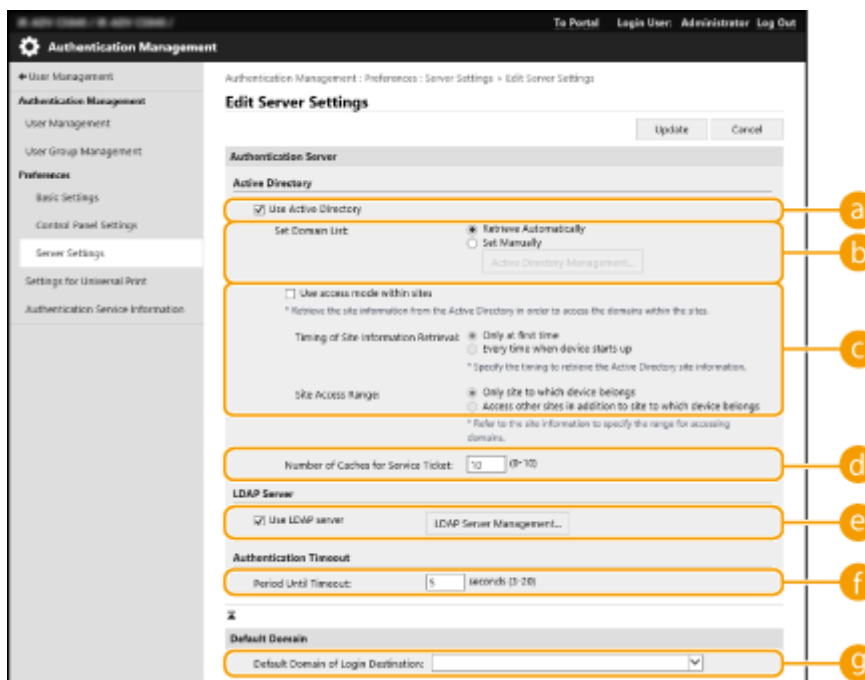 To Portal Login User: Administrator Log Out
Authentication Management
User Management
Authentication Management
User Management
User Group Management
Preferences
Basic Settings
Control Panel Settings
Server Settings
Settings for Universal Print
Authentication Service Information
Authentication Management : Preferences : Server Settings > Edit Server Settings
Edit Server Settings
Update Cancel
Authentication Server
Active Directory
Use Active Directory
a
Set Domain List:
Retrieve Automatically
Set Manually
Active Directory Management...
b
Use access mode within sites
* Retrieve the site information from the Active Directory in order to access the domains within the sites.
Timing of Site Information Retrieval:
Only at first time
Every time when device starts up
* Specify the timing to retrieve the Active Directory site information.
Site Access Range:
Only site to which device belongs
Access other sites in addition to site to which device belongs
* Refer to the site information to specify the range for accessing
domains.
c
Number of Caches for Service Ticket: 10 (0-10)
d
LDAP Server
Use LDAP server LDAP Server Management...
e
Authentication Timeout
Period Until Timeout: 5 seconds (3-20)
f
Default Domain
Default Domain of Login Destination:
g